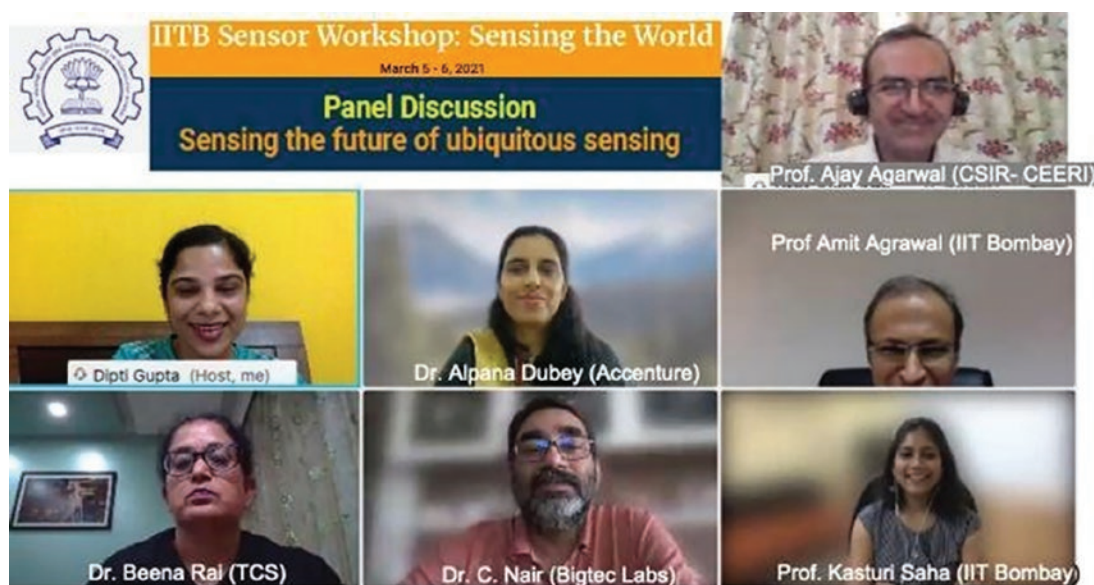 IITB Sensor Workshop: Sensing the World
March 5 - 6, 2021
Panel Discussion
Sensing the future of ubiquitous sensing
Prof. Ajay Agarwal (CSIR- CEERI)
Dipti Gupta (Host, me)
Dr. Alpana Dubey (Accenture)
Prof Amit Agrawal (IIT Bombay)
Dr. Beena Rai (TCS)
Dr. C. Nair (Bigtec Labs)
Prof. Kasturi Saha (IIT Bombay)